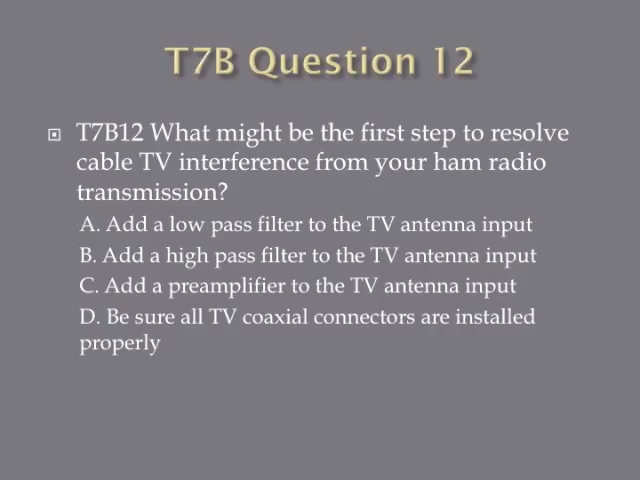 T7B Question 12
T7B12 What might be the first step to resolve
cable TV interference from your ham radio
transmission?
A. Add a low pass filter to the TV antenna input
B. Add a high pass filter to the TV antenna input
C. Add a preamplifier to the TV antenna input
D. Be sure all TV coaxial connectors are installed
properly